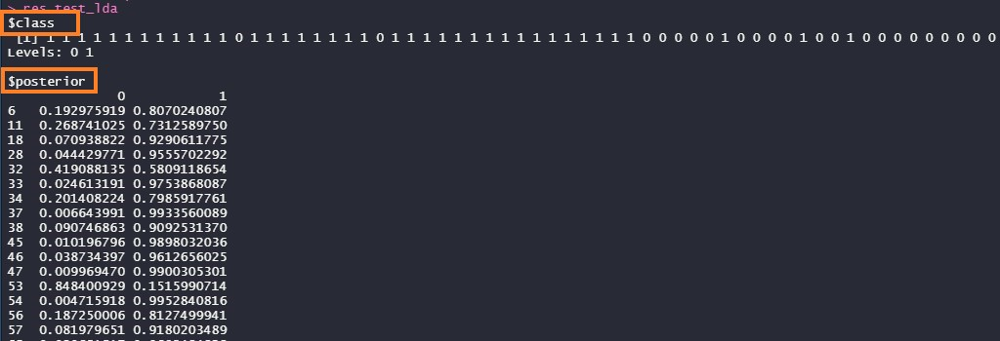 > res_test_lda
$class
[1] 1 1 1 1 1 1 1 1 1 1 1 1 0 1 1 1 1 1 1 1 1 0 1 1 1 1 1 1 1 1 1 1 1 1 1 1 1 1 0 0 0 0 0 1 0 0 0 0 1 0 0 1 0 0 0 0 0 0 0 0 0
Levels: 0 1
$posterior
0 1
6 0.192975919 0.8070240807
11 0.268741025 0.7312589750
18 0.070938822 0.9290611775
28 0.044429771 0.9555702292
32 0.419088135 0.5809118654
33 0.024613191 0.9753868087
34 0.201408224 0.7985917761
37 0.006643991 0.9933560089
38 0.090746863 0.9092531370
45 0.010196796 0.9898032036
46 0.038734397 0.9612656025
47 0.009969470 0.9900305301
53 0.848400929 0.1515990714
54 0.004715918 0.9952840816
56 0.187250006 0.8127499941
57 0.081979651 0.9180203489